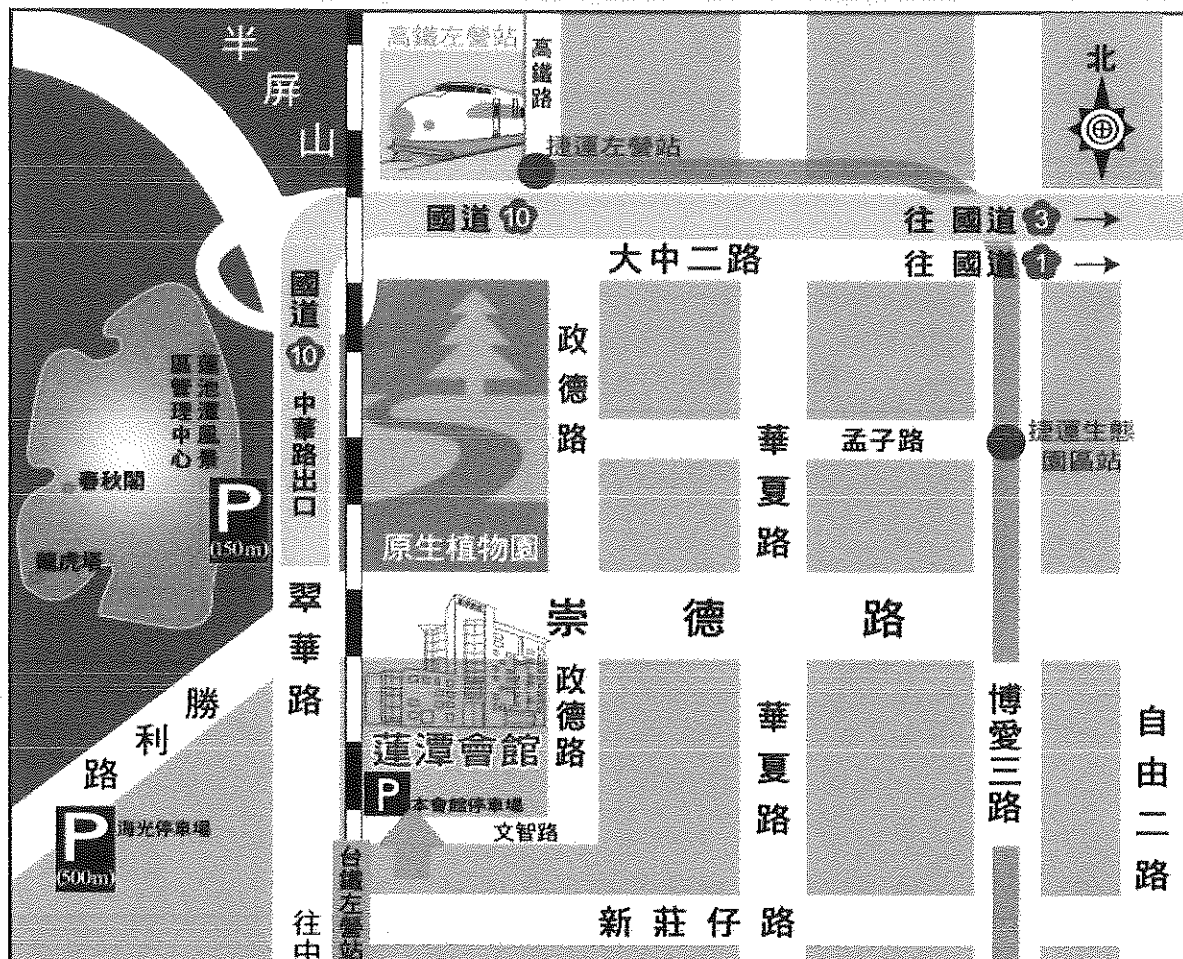 半屏山
高鐵左營站
高鐵路
北
捷運左營站
國道 10
往 國道 3 →
大中二路
往 國道 1 →
國道 10 中華路出口
蓮池潭風景
區管理中心
春秋閣
龍虎塔
P
(150m)
政德路
華夏路
孟子路
捷運生態
園區站
原生植物園
翠華路
崇德路
勝利路
政德路
華夏路
博愛三路
自由二路
蓮潭會館
P 本會館停車場
文智路
P 海光停車場
(500m)
台鐵左營站
新莊仔路
往中